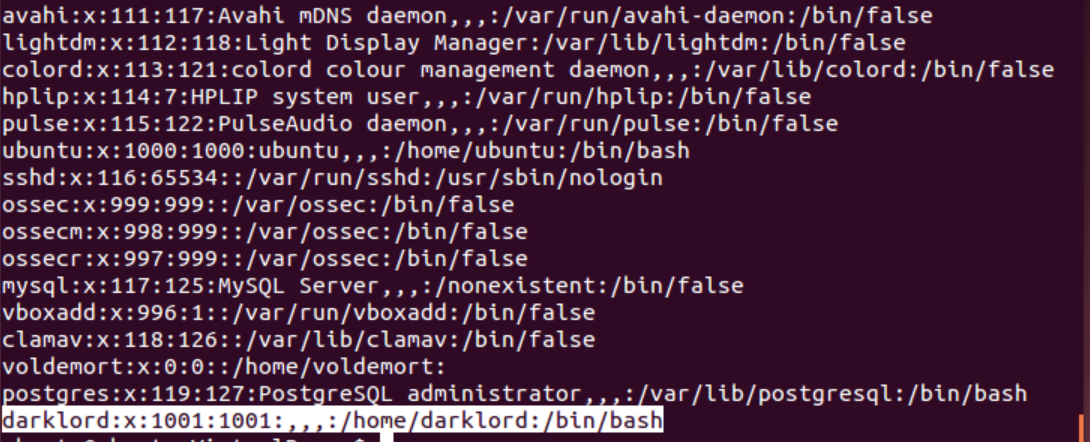 avahi:x:111:117:Avahi mDNS daemon,,,:/var/run/avahi-daemon:/bin/false
lightdm:x:112:118:Light Display Manager:/var/lib/lightdm:/bin/false
colord:x:113:121:colord colour management daemon,,,:/var/lib/colord:/bin/false
hplip:x:114:7:HPLIP system user,,,:/var/run/hplip:/bin/false
pulse:x:115:122:PulseAudio daemon,,,:/var/run/pulse:/bin/false
ubuntu:x:1000:1000:ubuntu,,,:/home/ubuntu:/bin/bash
sshd:x:116:65534::/var/run/sshd:/usr/sbin/nologin
ossec:x:999:999::/var/ossec:/bin/false
ossecm:x:998:999::/var/ossec:/bin/false
ossecr:x:997:999::/var/ossec:/bin/false
mysql:x:117:125:MySQL Server,,,:/nonexistent:/bin/false
vboxadd:x:996:1::/var/run/vboxadd:/bin/false
clamav:x:118:126::/var/lib/clamav:/bin/false
voldemort:x:0:0::/home/voldemort:
postgres:x:119:127:PostgreSQL administrator,,,:/var/lib/postgresql:/bin/bash
darklord:x:1001:1001:,,,:/home/darklord:/bin/bash